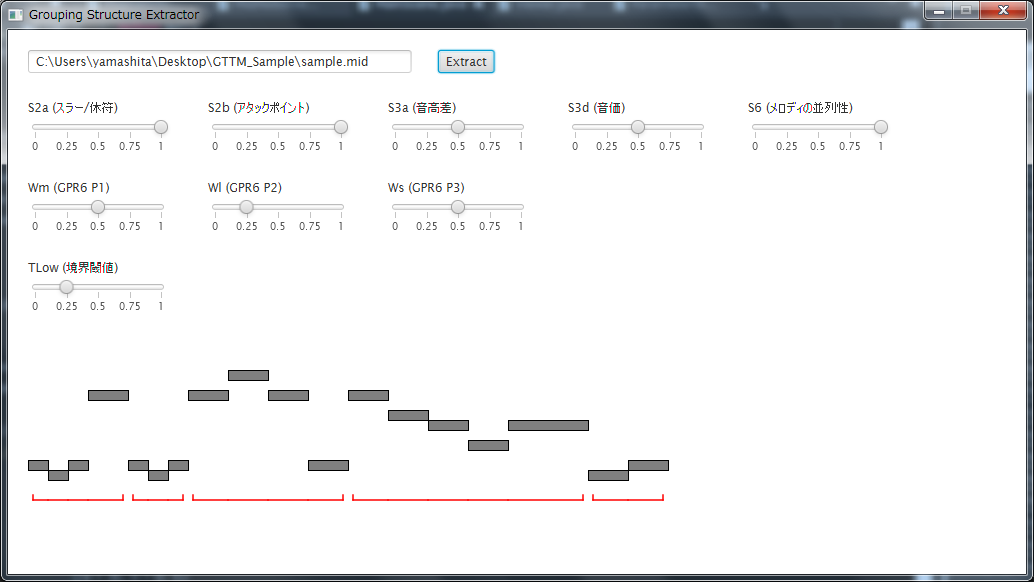 Grouping Structure Extractor
C:\Users\yamashita\Desktop\GTTM_Sample\sample.mid Extract
S2a (スラー/休符) S2b (アタックポイント) S3a (音高差) S3d (音価) S6 (メロディの並列性)
0 0.25 0.5 0.75 1 0 0.25 0.5 0.75 1 0 0.25 0.5 0.75 1 0 0.25 0.5 0.75 1 0 0.25 0.5 0.75 1
Wm (GPR6 P1) Wl (GPR6 P2) Ws (GPR6 P3)
0 0.25 0.5 0.75 1 0 0.25 0.5 0.75 1 0 0.25 0.5 0.75 1
TLow (境界閾値)
0 0.25 0.5 0.75 1